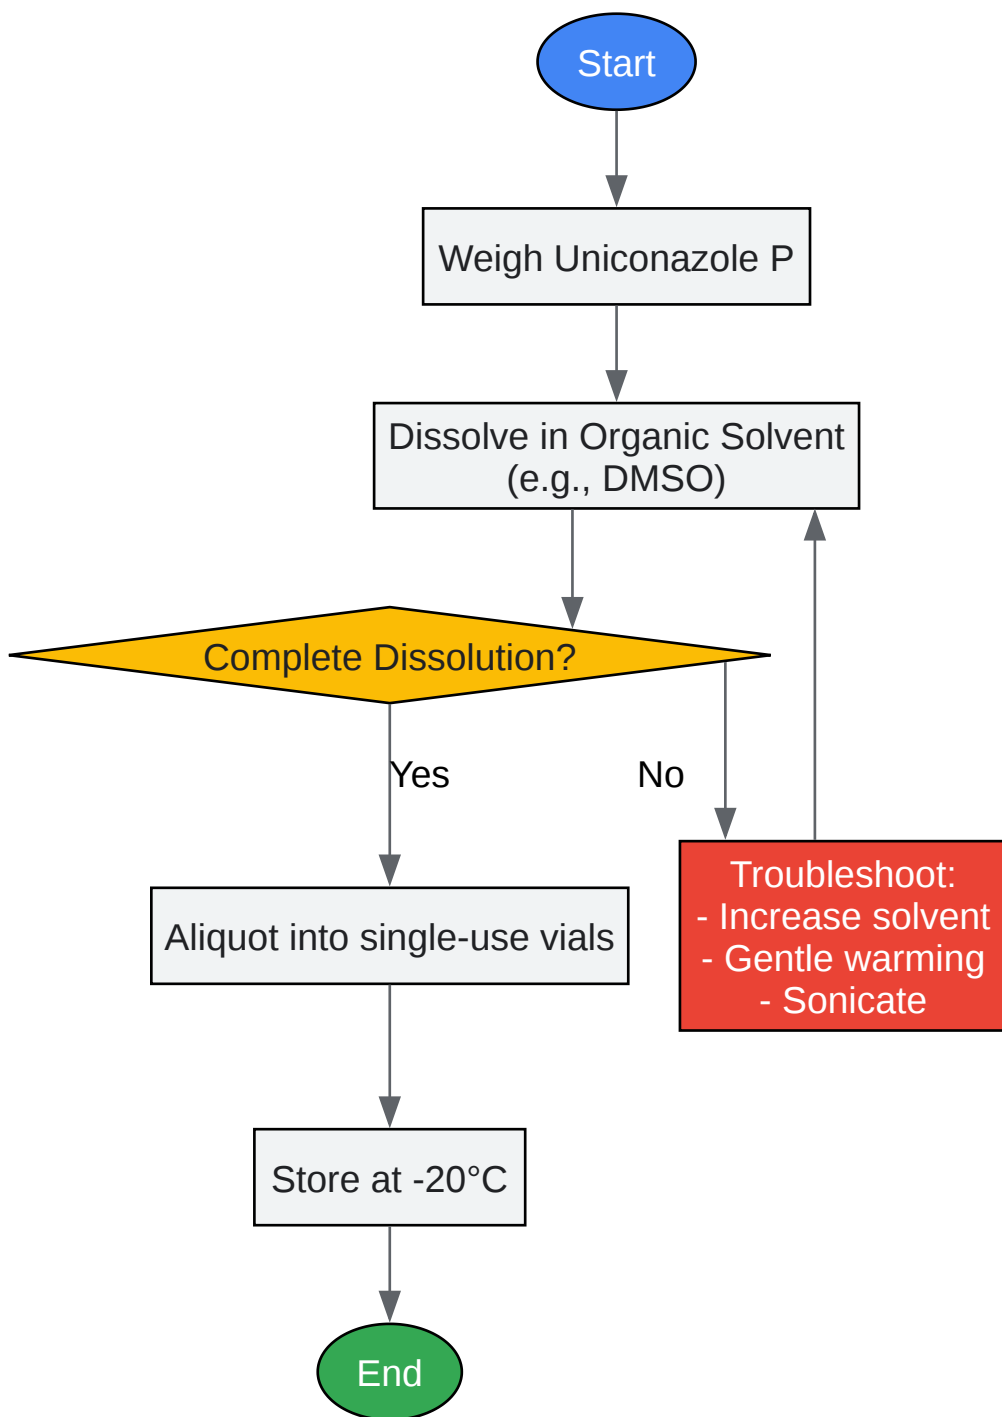 Start
Weigh Uniconazole P
Dissolve in Organic Solvent
(e.g., DMSO)
Complete Dissolution?
Yes
No
Troubleshoot:
- Increase solvent
- Gentle warming
- Sonicate
Aliquot into single-use vials
Store at -20°C
End